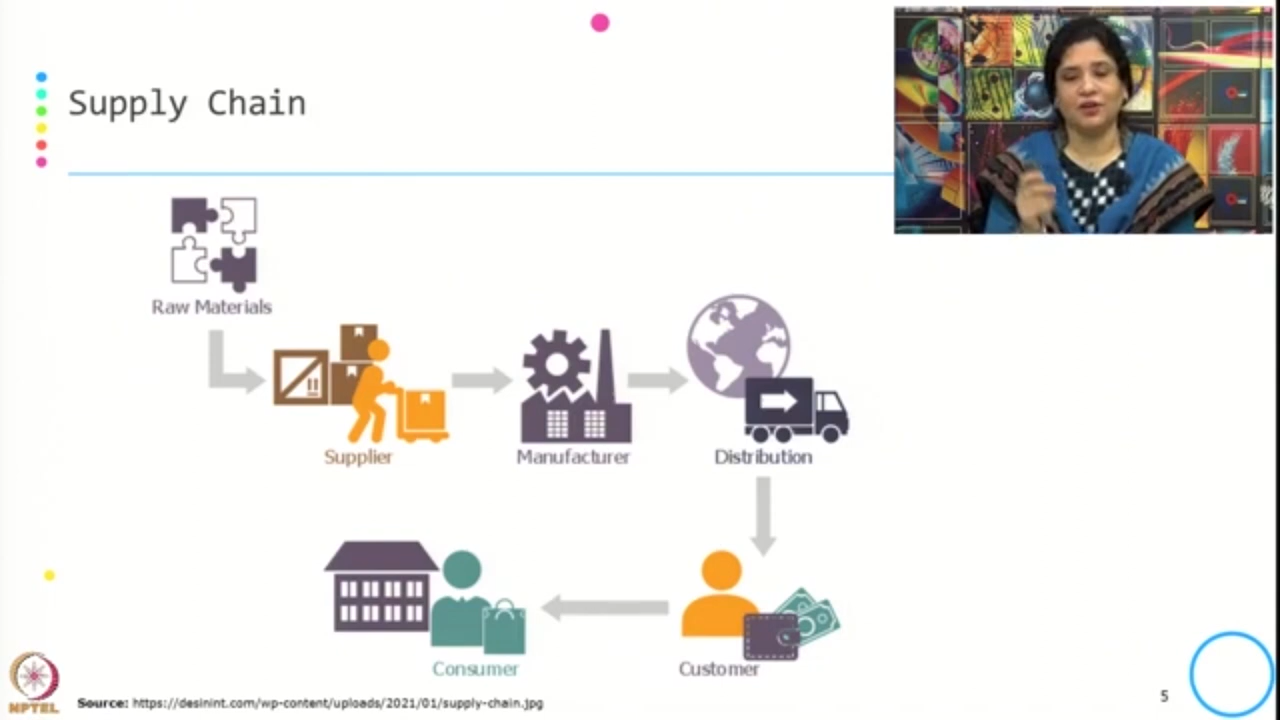 Supply Chain
Raw Materials
Supplier
Manufacturer
Distribution
Consumer
Customer
NPTEL
Source: https://desinint.com/wp-content/uploads/2021/01/supply-chain.jpg
5